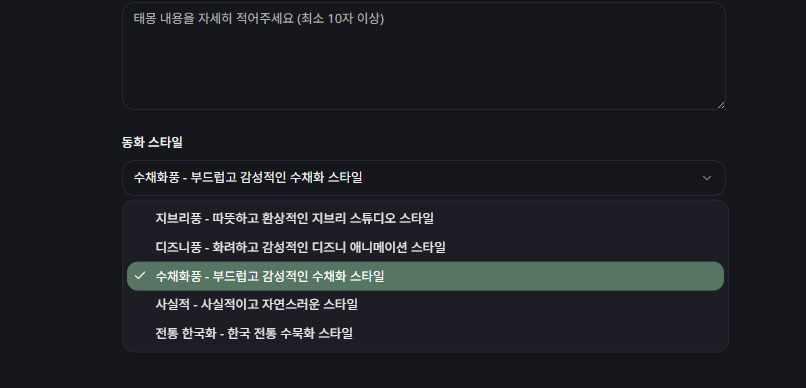 태몽 내용을 자세히 적어주세요 (최소 10자 이상)
동화 스타일
수채화풍 - 부드럽고 감성적인 수채화 스타일
지브리풍 - 따뜻하고 환상적인 지브리 스튜디오 스타일
디즈니풍 - 화려하고 감성적인 디즈니 애니메이션 스타일
수채화풍 - 부드럽고 감성적인 수채화 스타일
사실적 - 사실적이고 자연스러운 스타일
전통 한국화 - 한국 전통 수묵화 스타일